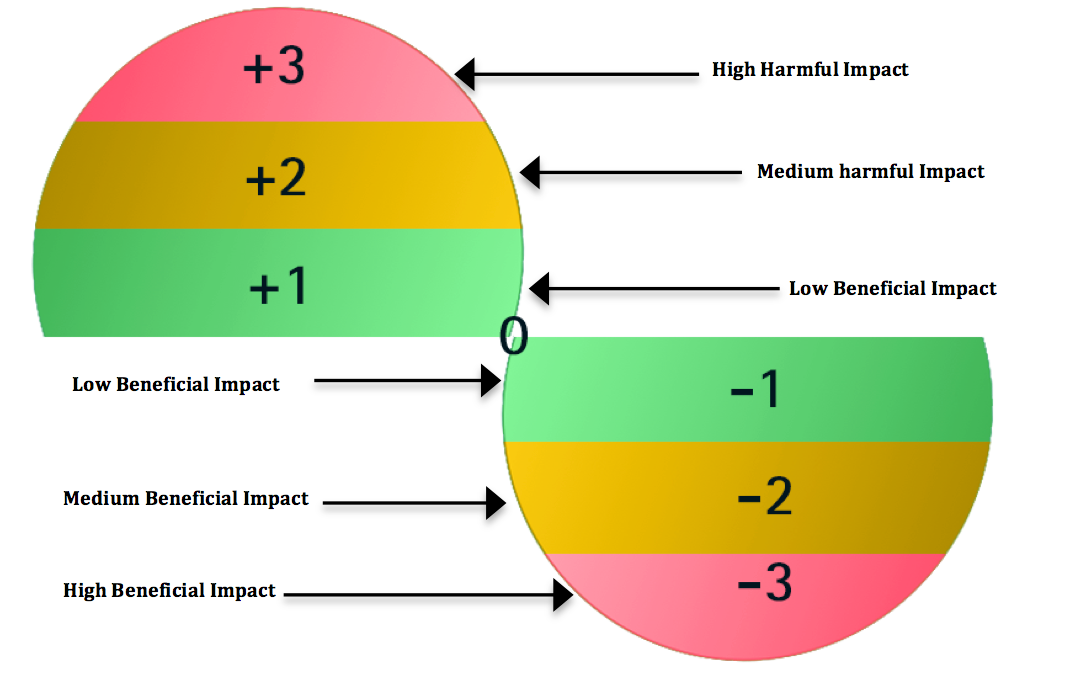 +3
High Harmful Impact
+2
Medium harmful Impact
+1
Low Beneficial Impact
0
Low Beneficial Impact
−1
Medium Beneficial Impact
−2
High Beneficial Impact
−3